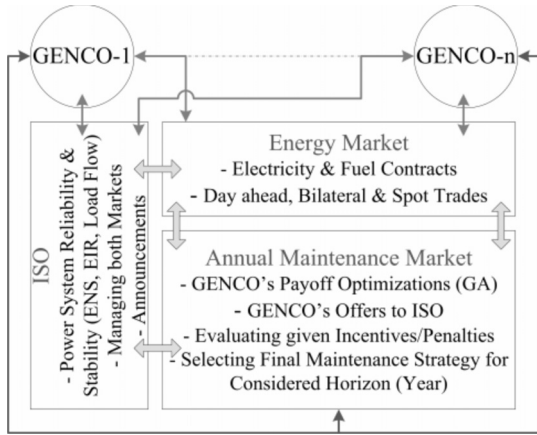 GENCO-1
GENCO-n
ISO
- Power System Reliability &
Stability (ENS, EIR, Load Flow)
- Managing both Markets
- Announcements
Energy Market
- Electricity & Fuel Contracts
- Day ahead, Bilateral & Spot Trades
Annual Maintenance Market
- GENCO's Payoff Optimizations (GA)
- GENCO's Offers to ISO
- Evaluating given Incentives/Penalties
- Selecting Final Maintenance Strategy for
Considered Horizon (Year)